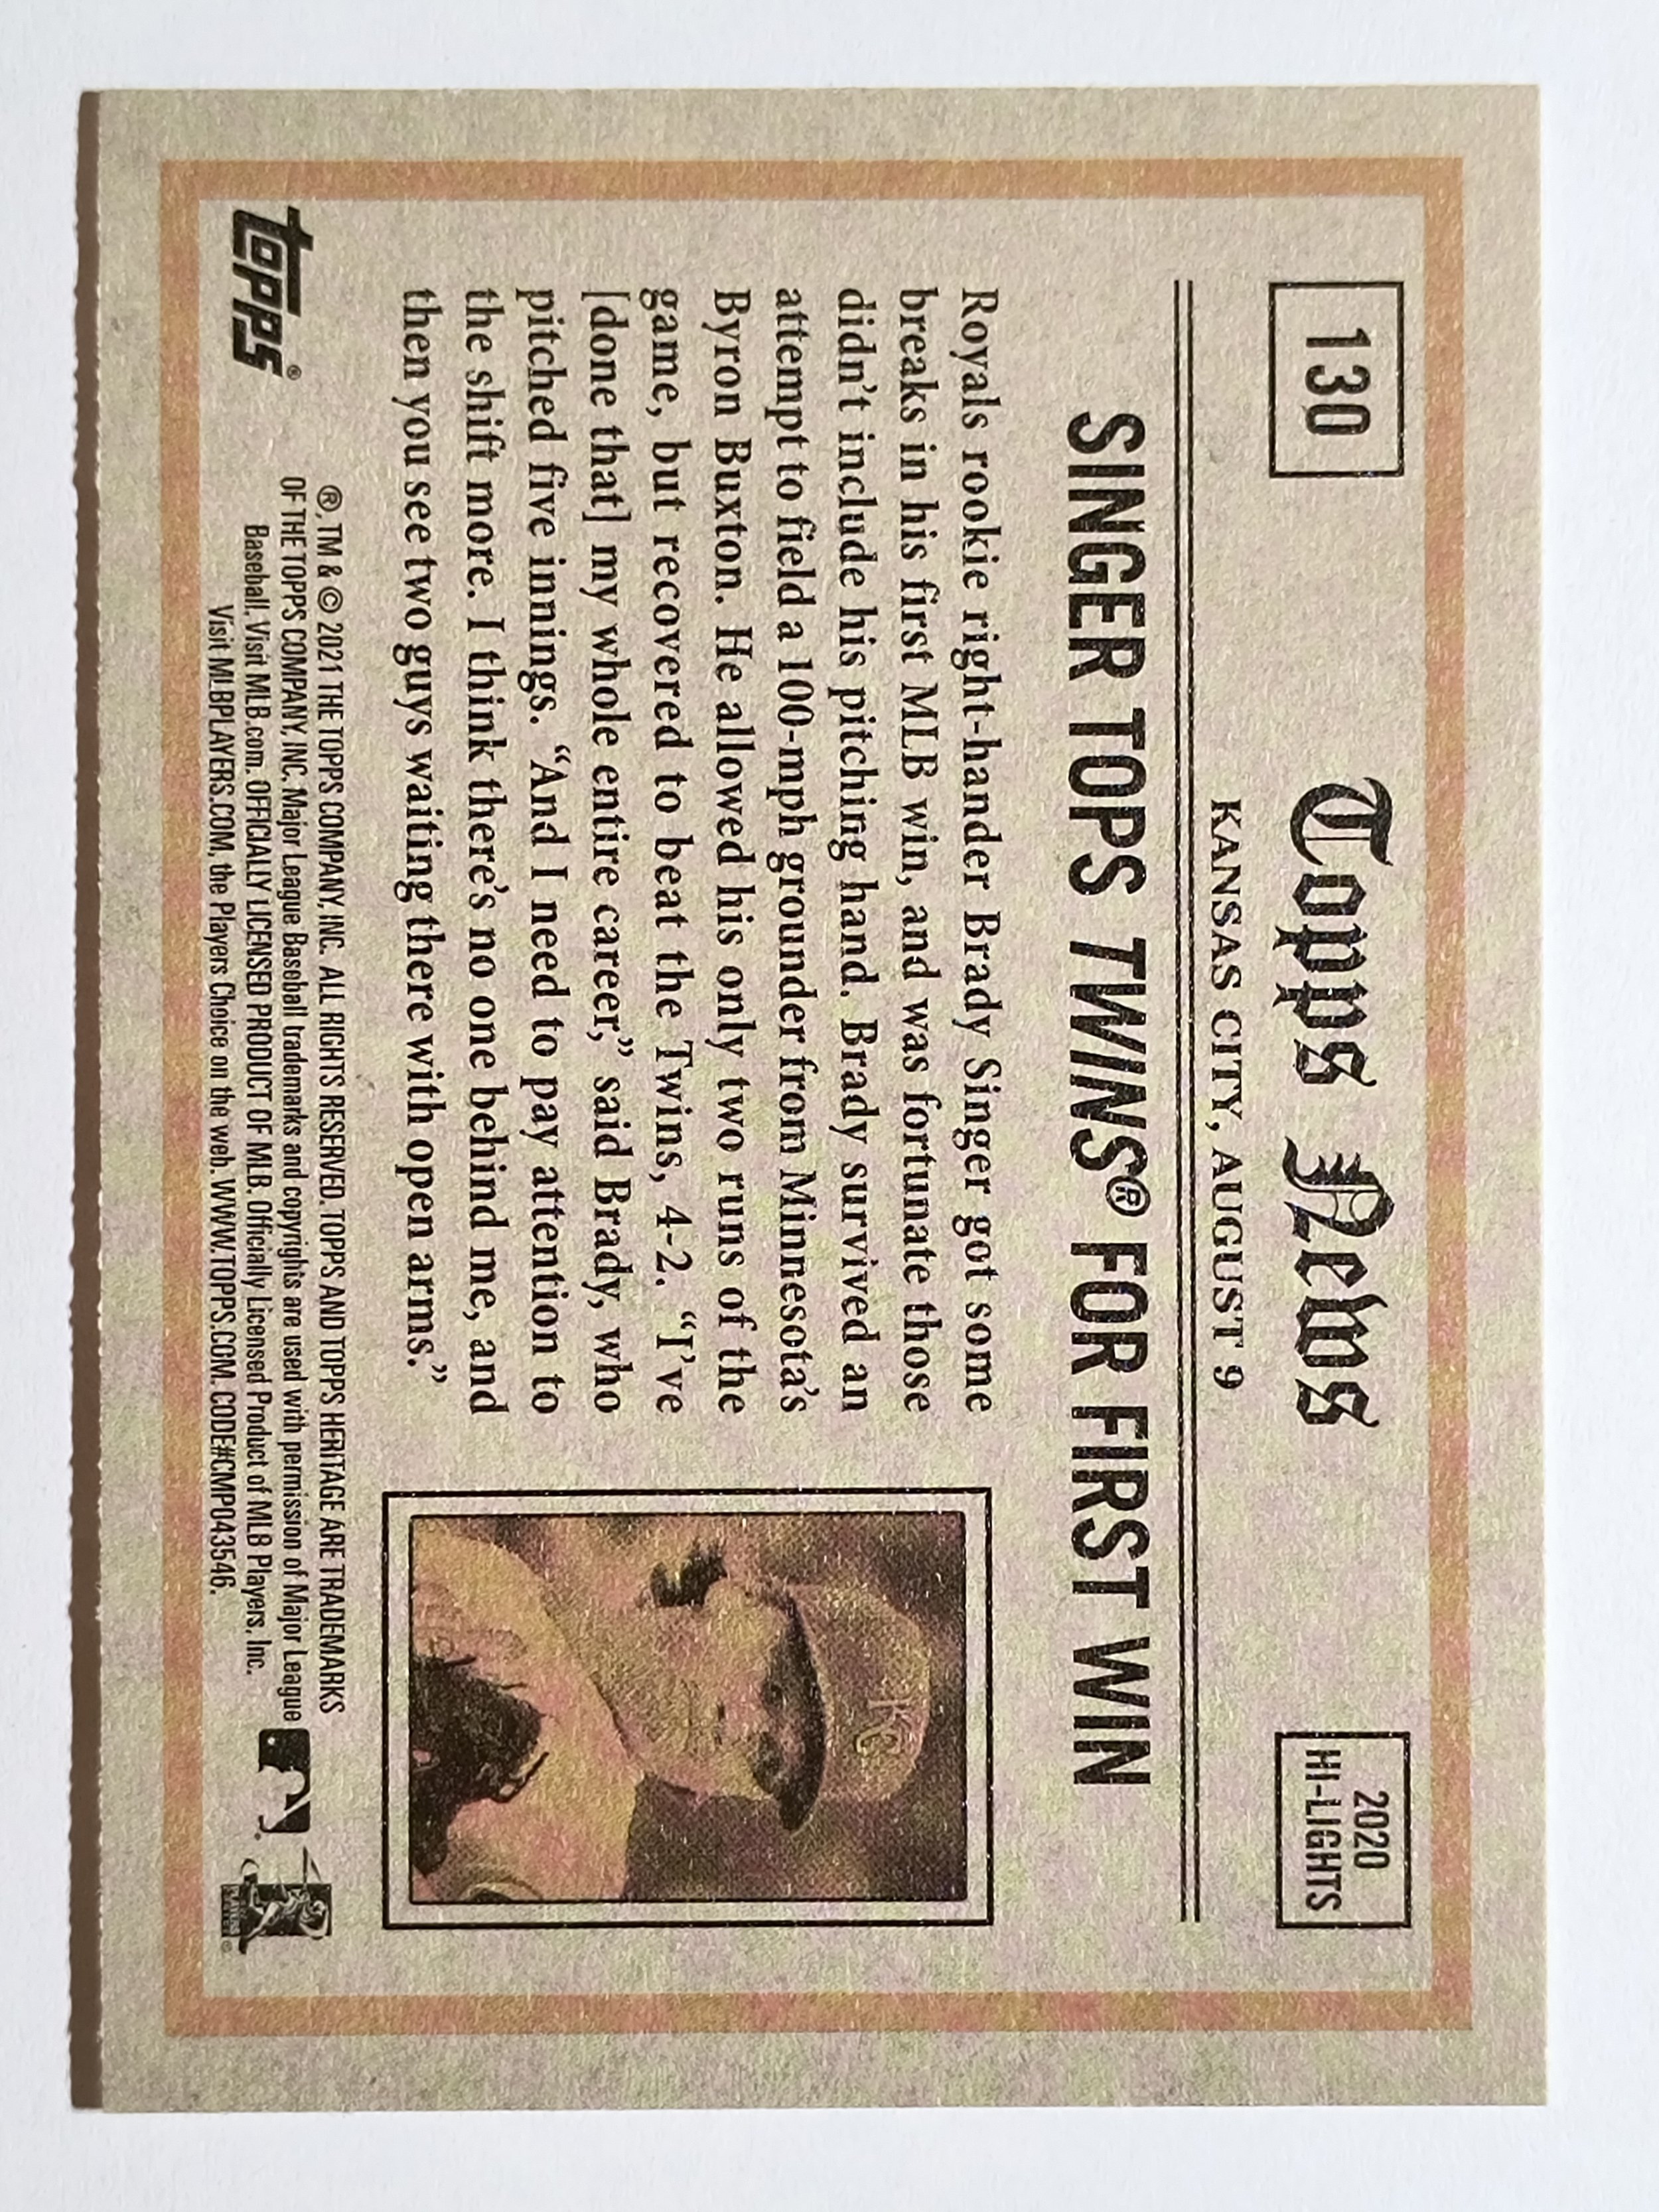 130
Topps News
2020
HI-LIGHTS
KANSAS CITY, AUGUST 9
SINGER TOPS TWINS® FOR FIRST WIN
Royals rookie right-hander Brady Singer got some
breaks in his first MLB win, and was fortunate those
didn't include his pitching hand. Brady survived an
attempt to field a 100-mph grounder from Minnesota's
Byron Buxton. He allowed his only two runs of the
game, but recovered to beat the Twins, 4-2. “I've
[done that] my whole entire career,” said Brady, who
pitched five innings. “And I need to pay attention to
the shift more. I think there's no one behind me, and
then you see two guys waiting there with open arms.”
KC
topps®
®, TM & © 2021 THE TOPPS COMPANY, INC. ALL RIGHTS RESERVED. TOPPS AND TOPPS HERITAGE ARE TRADEMARKS
OF THE TOPPS COMPANY, INC. Major League Baseball trademarks and copyrights are used with permission of Major League
Baseball. Visit MLB.com. OFFICIALLY LICENSED PRODUCT OF MLB. Officially Licensed Product of MLB Players, Inc.
Visit MLBPLAYERS.COM, the Players Choice on the web. WWW.TOPPS.COM. CODE#CMP043546.